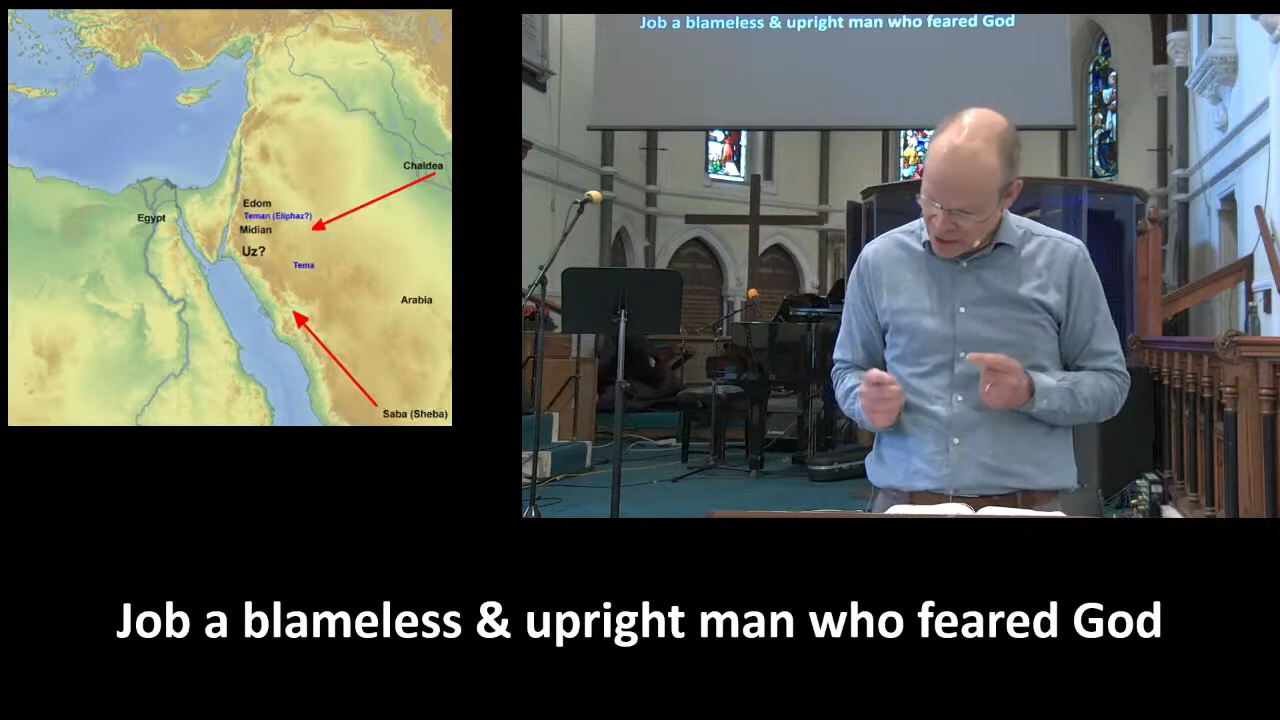 Chaldea
Edom
Teman (Eliphaz?)
Egypt
Midian
Uz?
Tema
Arabia
Saba (Sheba)
Job a blameless & upright man who feared God
Job a blameless & upright man who feared God